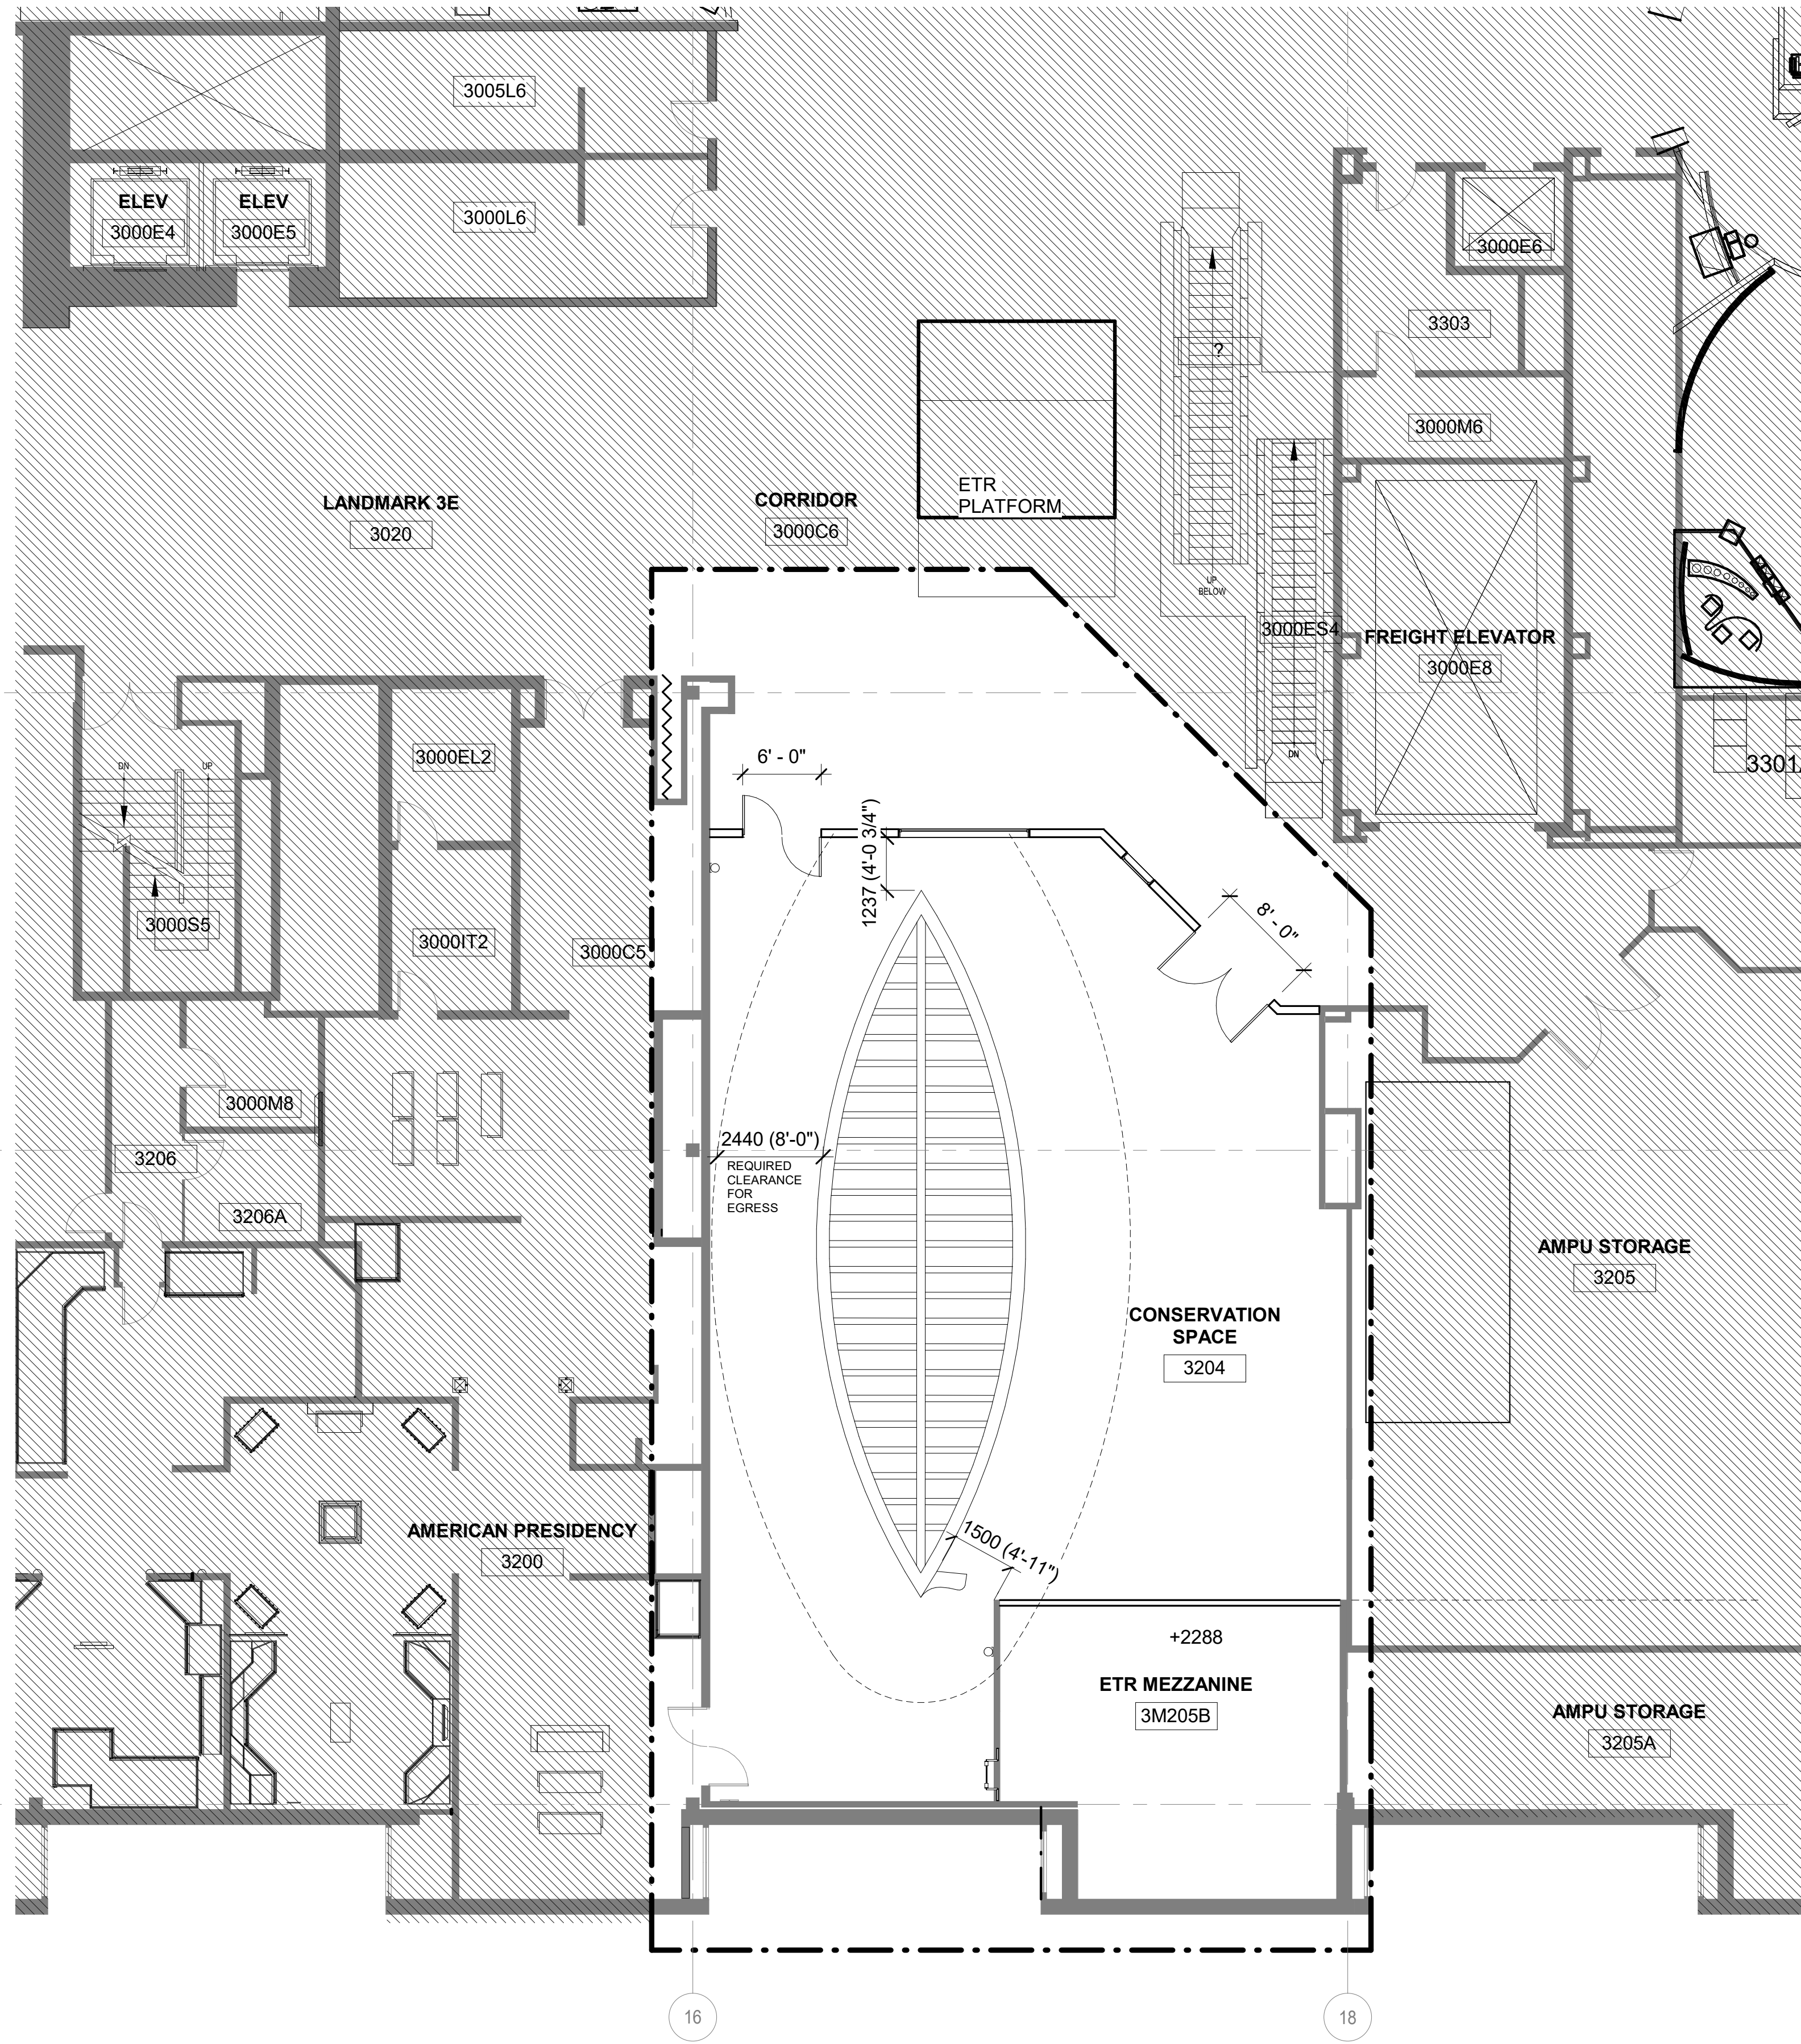 3005L6
ELEV
3000E4
ELEV
3000E5
3000L6
3000E6
3303
?
3000M6
ETR
PLATFORM
LANDMARK 3E
3020
CORRIDOR
3000C6
UP
BELOW
3000ES4
FREIGHT ELEVATOR
3000E8
DN
3301
DN
UP
3000EL2
6' - 0"
1237 (4'-0 3/4")
8' - 0"
3000S5
3000IT2
3000C5
3000M8
3206
3206A
2440 (8'-0")
REQUIRED
CLEARANCE
FOR
EGRESS
AMPU STORAGE
3205
CONSERVATION
SPACE
3204
AMERICAN PRESIDENCY
3200
1500 (4'-11")
+2288
ETR MEZZANINE
3M205B
AMPU STORAGE
3205A
16
18